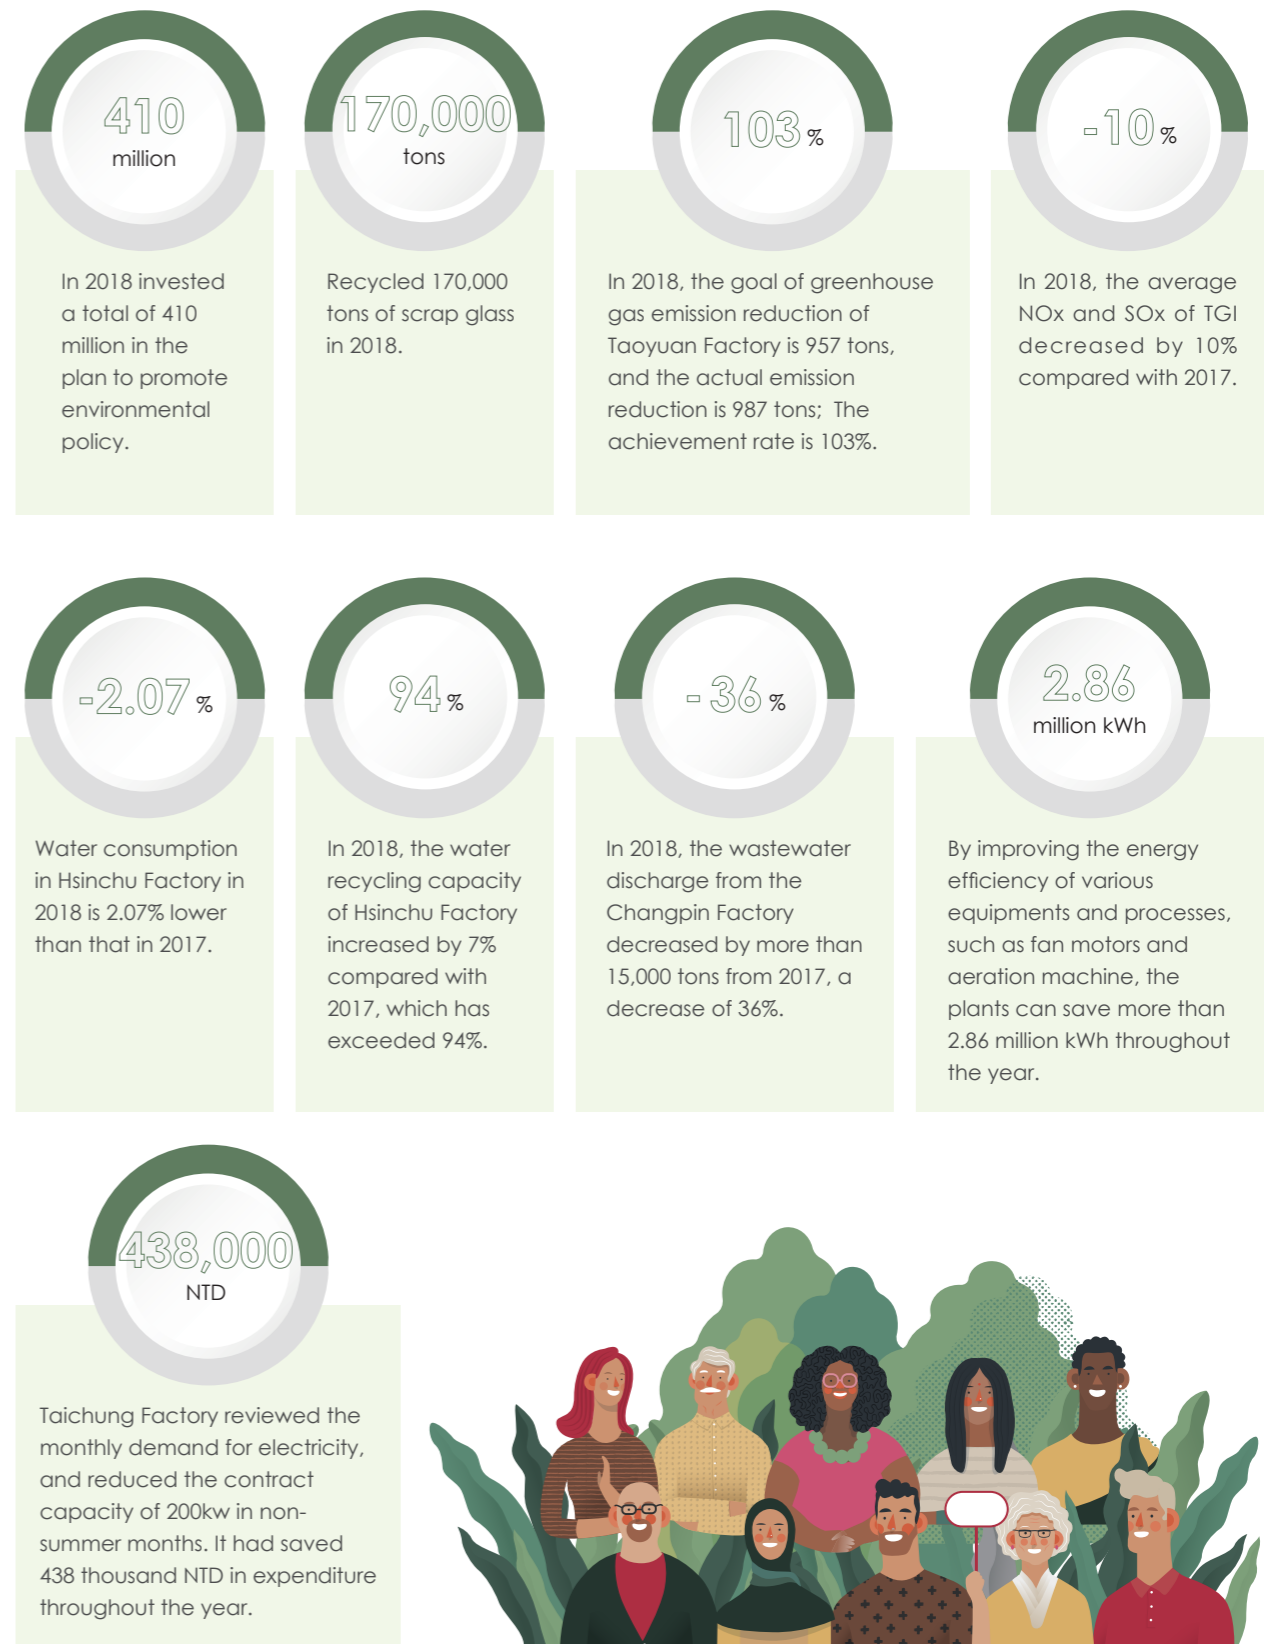 410
million
In 2018 invested
a total of 410
million in the
plan to promote
environmental
policy.
170,000
tons
Recycled 170,000
tons of scrap glass
in 2018.
103 %
In 2018, the goal of greenhouse
gas emission reduction of
Taoyuan Factory is 957 tons,
and the actual emission
reduction is 987 tons; The
achievement rate is 103%.
-10 %
In 2018, the average
NOx and SOx of TGI
decreased by 10%
compared with 2017.
-2.07 %
Water consumption
in Hsinchu Factory in
2018 is 2.07% lower
than that in 2017.
94 %
In 2018, the water
recycling capacity
of Hsinchu Factory
increased by 7%
compared with
2017, which has
exceeded 94%.
- 36 %
In 2018, the wastewater
discharge from the
Changpin Factory
decreased by more than
15,000 tons from 2017, a
decrease of 36%.
2.86
million kWh
By improving the energy
efficiency of various
equipments and processes,
such as fan motors and
aeration machine, the
plants can save more than
2.86 million kWh throughout
the year.
438,000
NTD
Taichung Factory reviewed the
monthly demand for electricity,
and reduced the contract
capacity of 200kw in non-
summer months. It had saved
438 thousand NTD in expenditure
throughout the year.